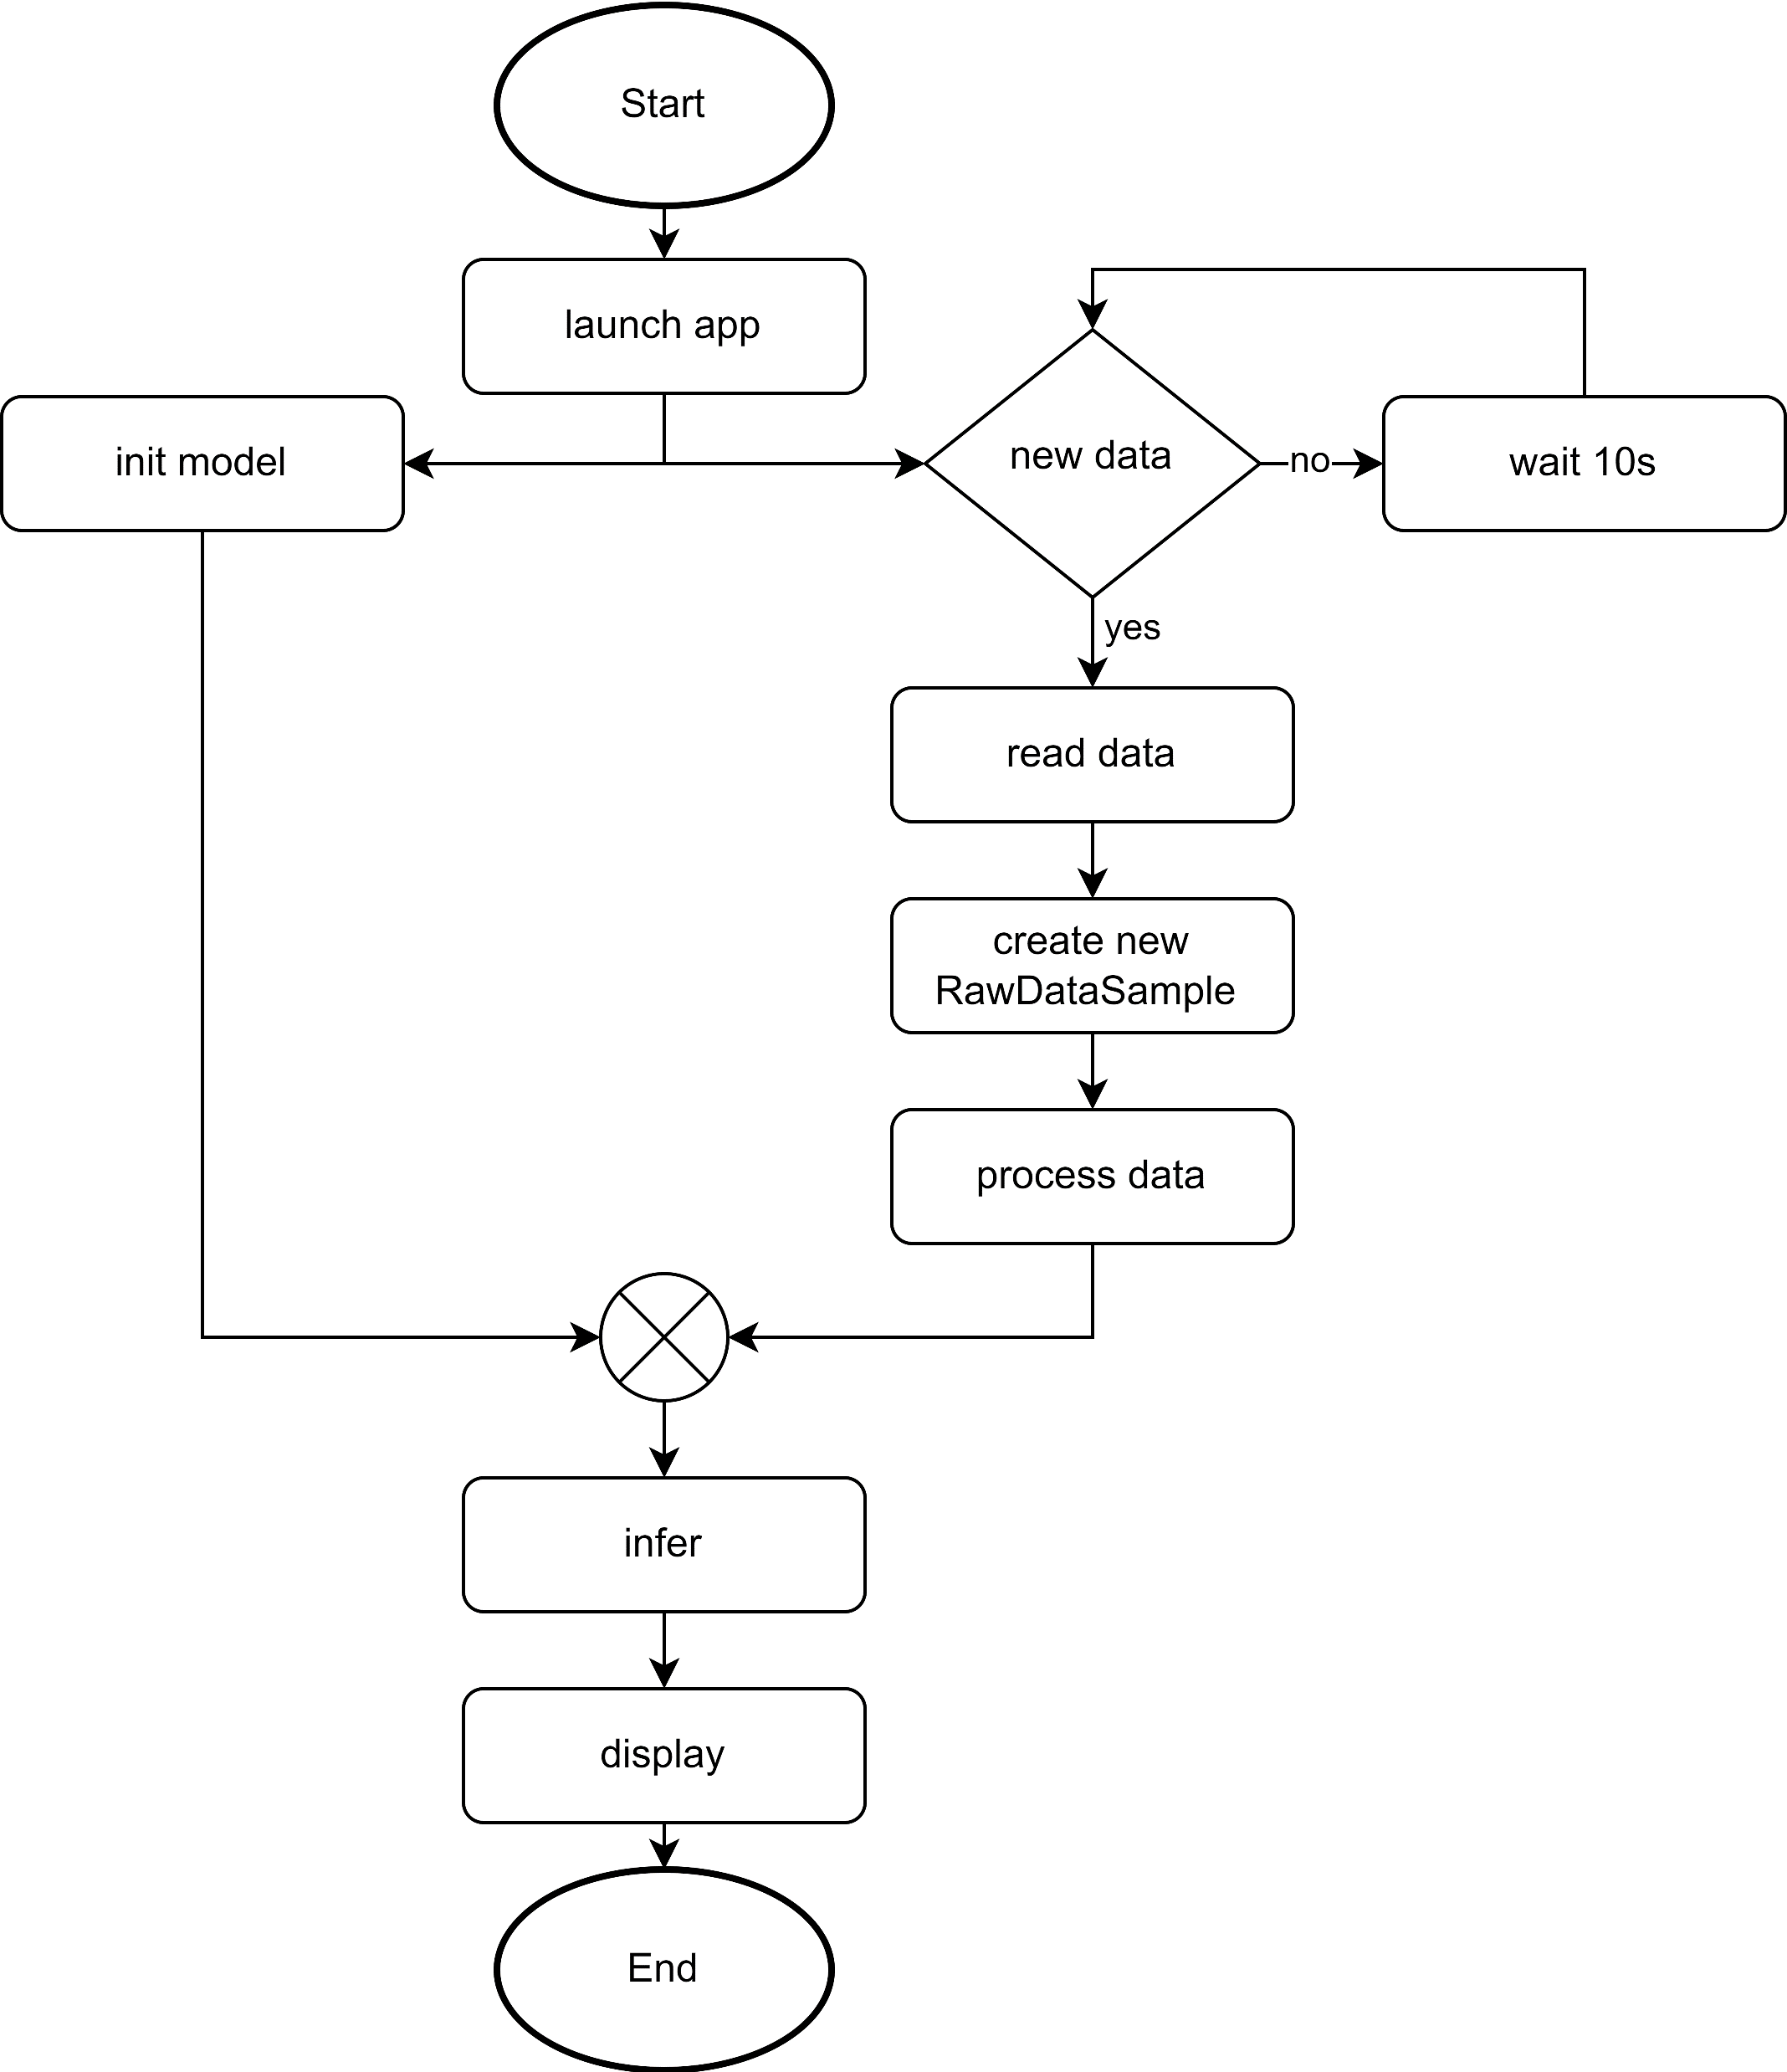 Start
launch app
init model
new data
no
wait 10s
yes
read data
create new
RawDataSample
process data
infer
display
End